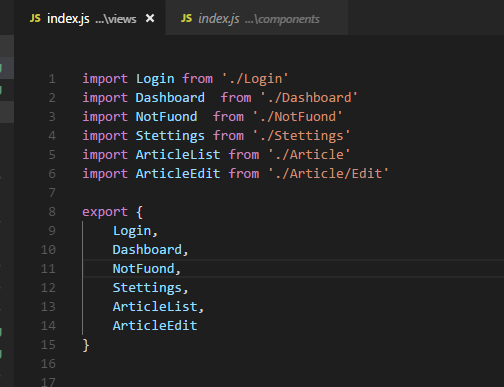 JS index.js ...\views ×
JS index.js ...\components
1 import Login from './Login'
2 import Dashboard  from './Dashboard'
3 import NotFuond  from './NotFuond'
4 import Stettings from './Stettings'
5 import ArticleList from './Article'
6 import ArticleEdit from './Article/Edit'
7
8 export {
9     Login,
10     Dashboard,
11     NotFuond,
12     Stettings,
13     ArticleList,
14     ArticleEdit
15 }
16
17